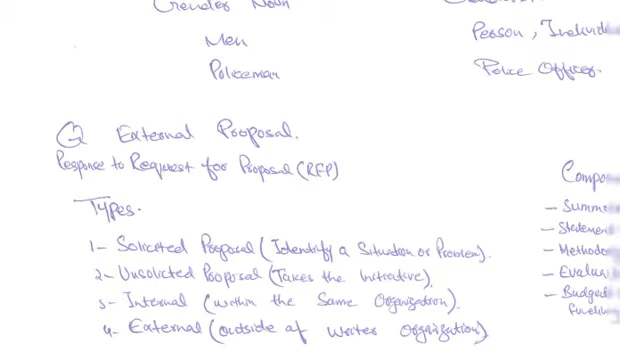 Gender Noun
Men
Person, Individ
Policeman
Police Officer.
Q External Proposal.
Response to Request for Proposal (RFP)
Types.
1- Solicited Proposal (Identify a Situation or Problem).
2- Unsolicted Proposal (Takes the Initiative).
3- Internal (within the Same Organization).
4- External (outside of writer Orgnization)
Compo
- Summ
- Statement
- Methodo
- Evalu
- Budget